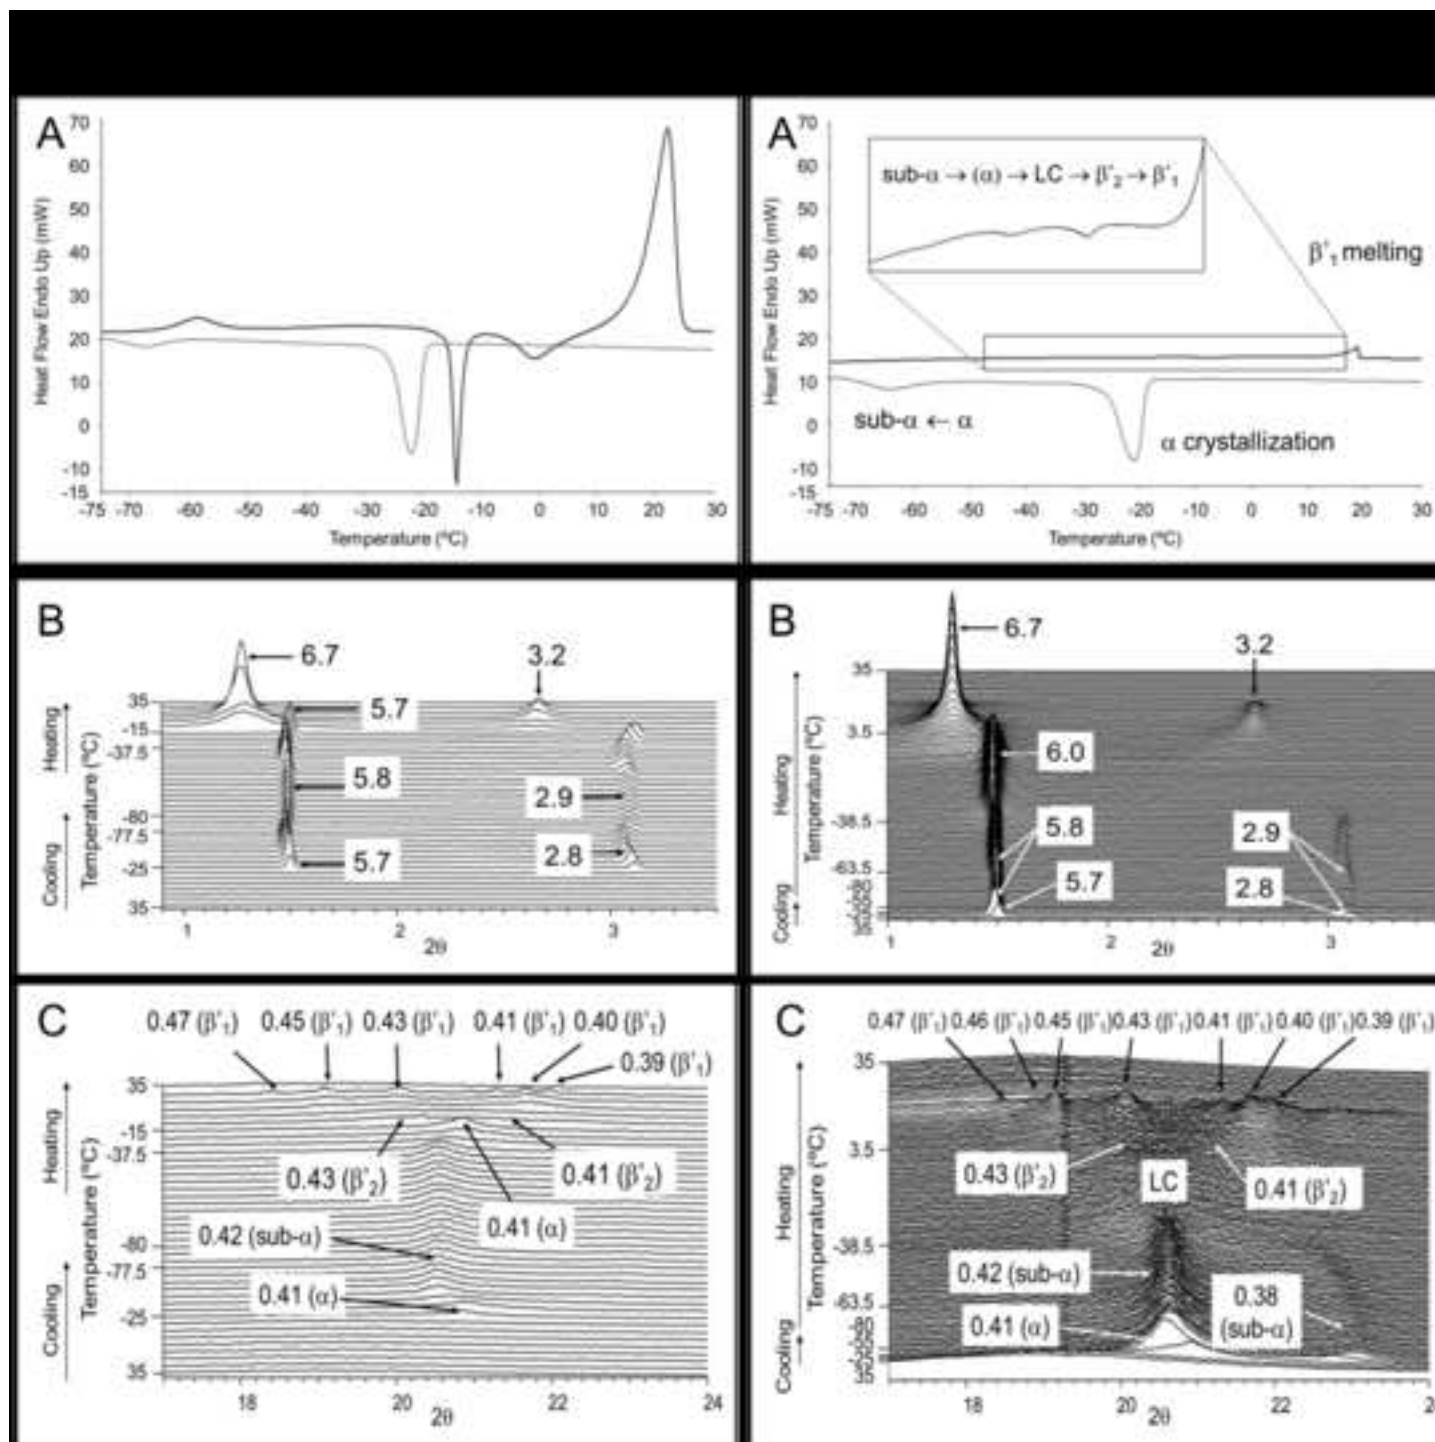 A
70
60
50
40
30
20
10
0
-10
-15
Heat Flow Endo Up (mW)
-75 -70 -60 -50 -40 -30 -20 -10 0 10 20 30
Temperature (ºC)
A
70
60
50
40
30
20
10
0
-10
-15
Heat Flow Endo Up (mW)
sub-α → (α) → LC → β'2 → β'1
β'1 melting
sub-α ← α
α crystallization
-75 -70 -60 -50 -40 -30 -20 -10 0 10 20 30
Temperature (ºC)
B
6.7
3.2
5.7
5.8
2.9
5.7
2.8
35
-15
-37.5
-80
-77.5
-25
35
Heating
Cooling
Temperature (ºC)
1 2 3
2θ
B
6.7
3.2
6.0
5.8
2.9
5.7
2.8
35
3.5
-38.5
-63.5
-80
35
Heating
Cooling
Temperature (ºC)
1 2 3
2θ
C
0.47 (β'1) 0.45 (β'1) 0.43 (β'1) 0.41 (β'1) 0.40 (β'1)
0.39 (β'1)
0.43 (β'2)
0.41 (β'2)
0.41 (α)
0.42 (sub-α)
0.41 (α)
35
-15
-37.5
-80
-77.5
-25
35
Heating
Cooling
Temperature (ºC)
18 20 22 24
2θ
C
0.47 (β'1) 0.46 (β'1) 0.45 (β'1) 0.43 (β'1) 0.41 (β'1) 0.40 (β'1) 0.39 (β'1)
0.43 (β'2)
LC
0.41 (β'2)
0.42 (sub-α)
0.38
(sub-α)
0.41 (α)
35
3.5
-38.5
-63.5
-80
35
Heating
Cooling
Temperature (ºC)
18 20 22
2θ